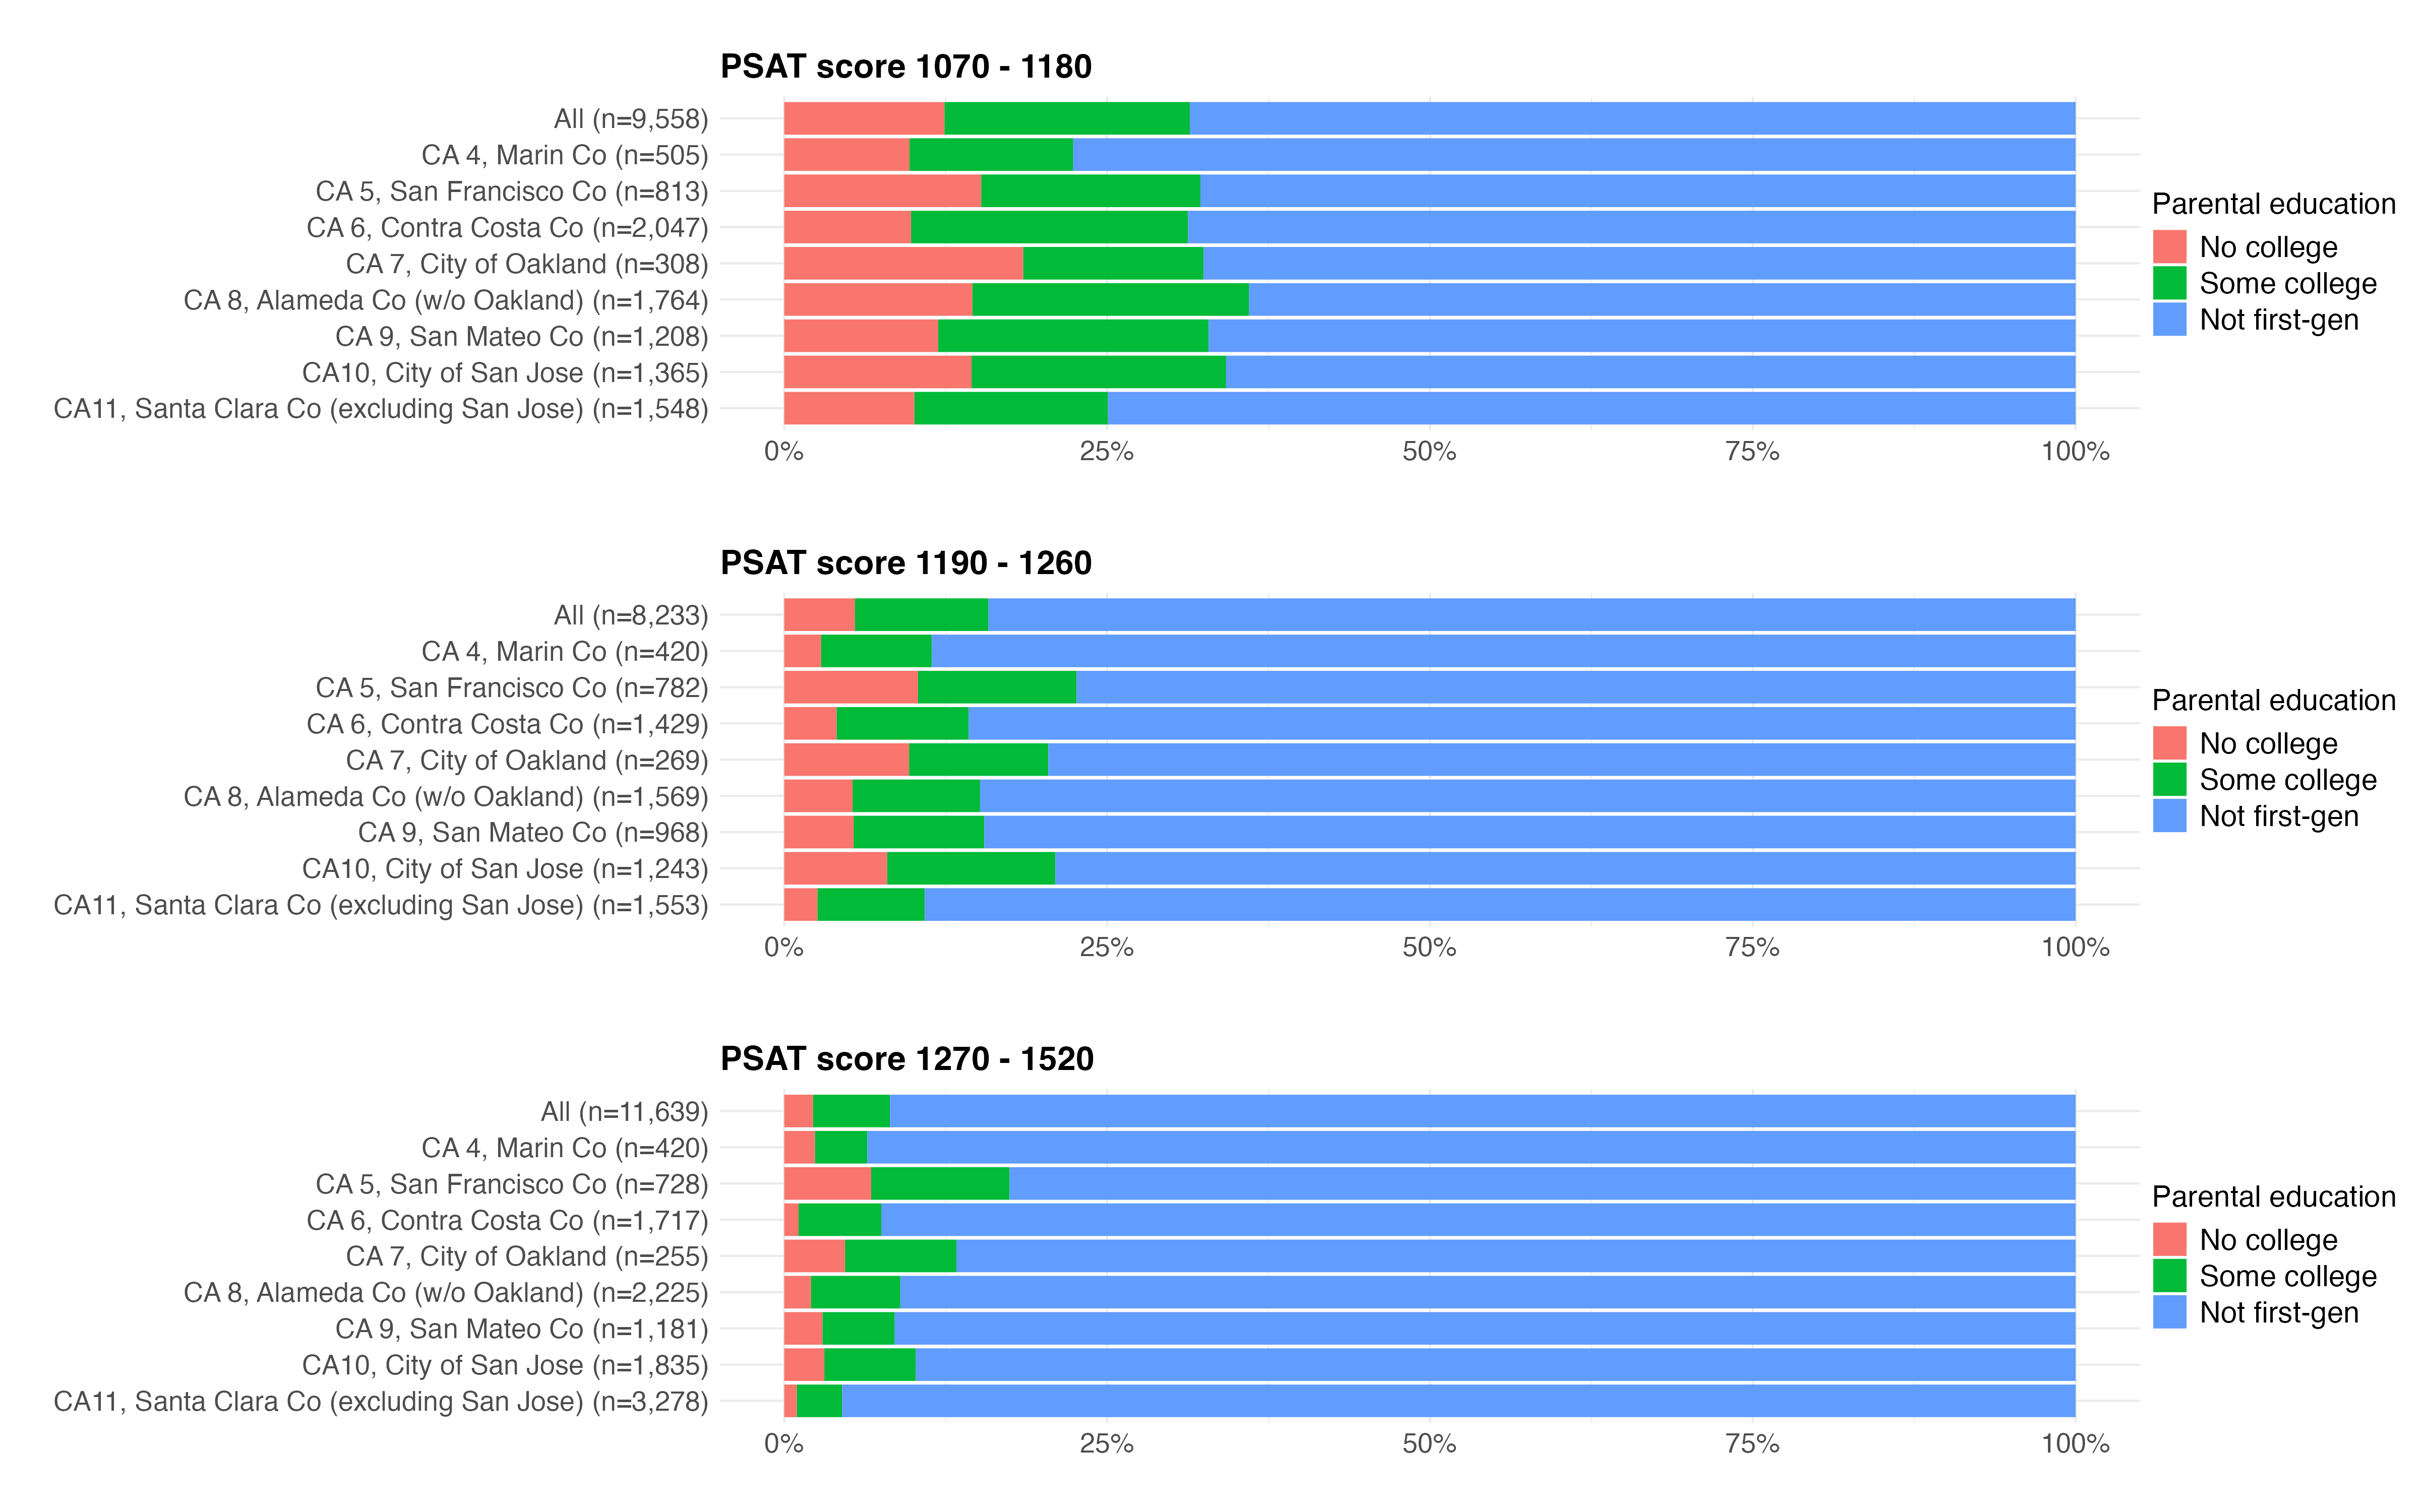 PSAT score 1070 - 1180
All (n=9,558)
CA 4, Marin Co (n=505)
CA 5, San Francisco Co (n=813)
CA 6, Contra Costa Co (n=2,047)
CA 7, City of Oakland (n=308)
CA 8, Alameda Co (w/o Oakland) (n=1,764)
CA 9, San Mateo Co (n=1,208)
CA10, City of San Jose (n=1,365)
CA11, Santa Clara Co (excluding San Jose) (n=1,548)
0% 25% 50% 75% 100%
Parental education
No college
Some college
Not first-gen
PSAT score 1190 - 1260
All (n=8,233)
CA 4, Marin Co (n=420)
CA 5, San Francisco Co (n=782)
CA 6, Contra Costa Co (n=1,429)
CA 7, City of Oakland (n=269)
CA 8, Alameda Co (w/o Oakland) (n=1,569)
CA 9, San Mateo Co (n=968)
CA10, City of San Jose (n=1,243)
CA11, Santa Clara Co (excluding San Jose) (n=1,553)
0% 25% 50% 75% 100%
Parental education
No college
Some college
Not first-gen
PSAT score 1270 - 1520
All (n=11,639)
CA 4, Marin Co (n=420)
CA 5, San Francisco Co (n=728)
CA 6, Contra Costa Co (n=1,717)
CA 7, City of Oakland (n=255)
CA 8, Alameda Co (w/o Oakland) (n=2,225)
CA 9, San Mateo Co (n=1,181)
CA10, City of San Jose (n=1,835)
CA11, Santa Clara Co (excluding San Jose) (n=3,278)
0% 25% 50% 75% 100%
Parental education
No college
Some college
Not first-gen